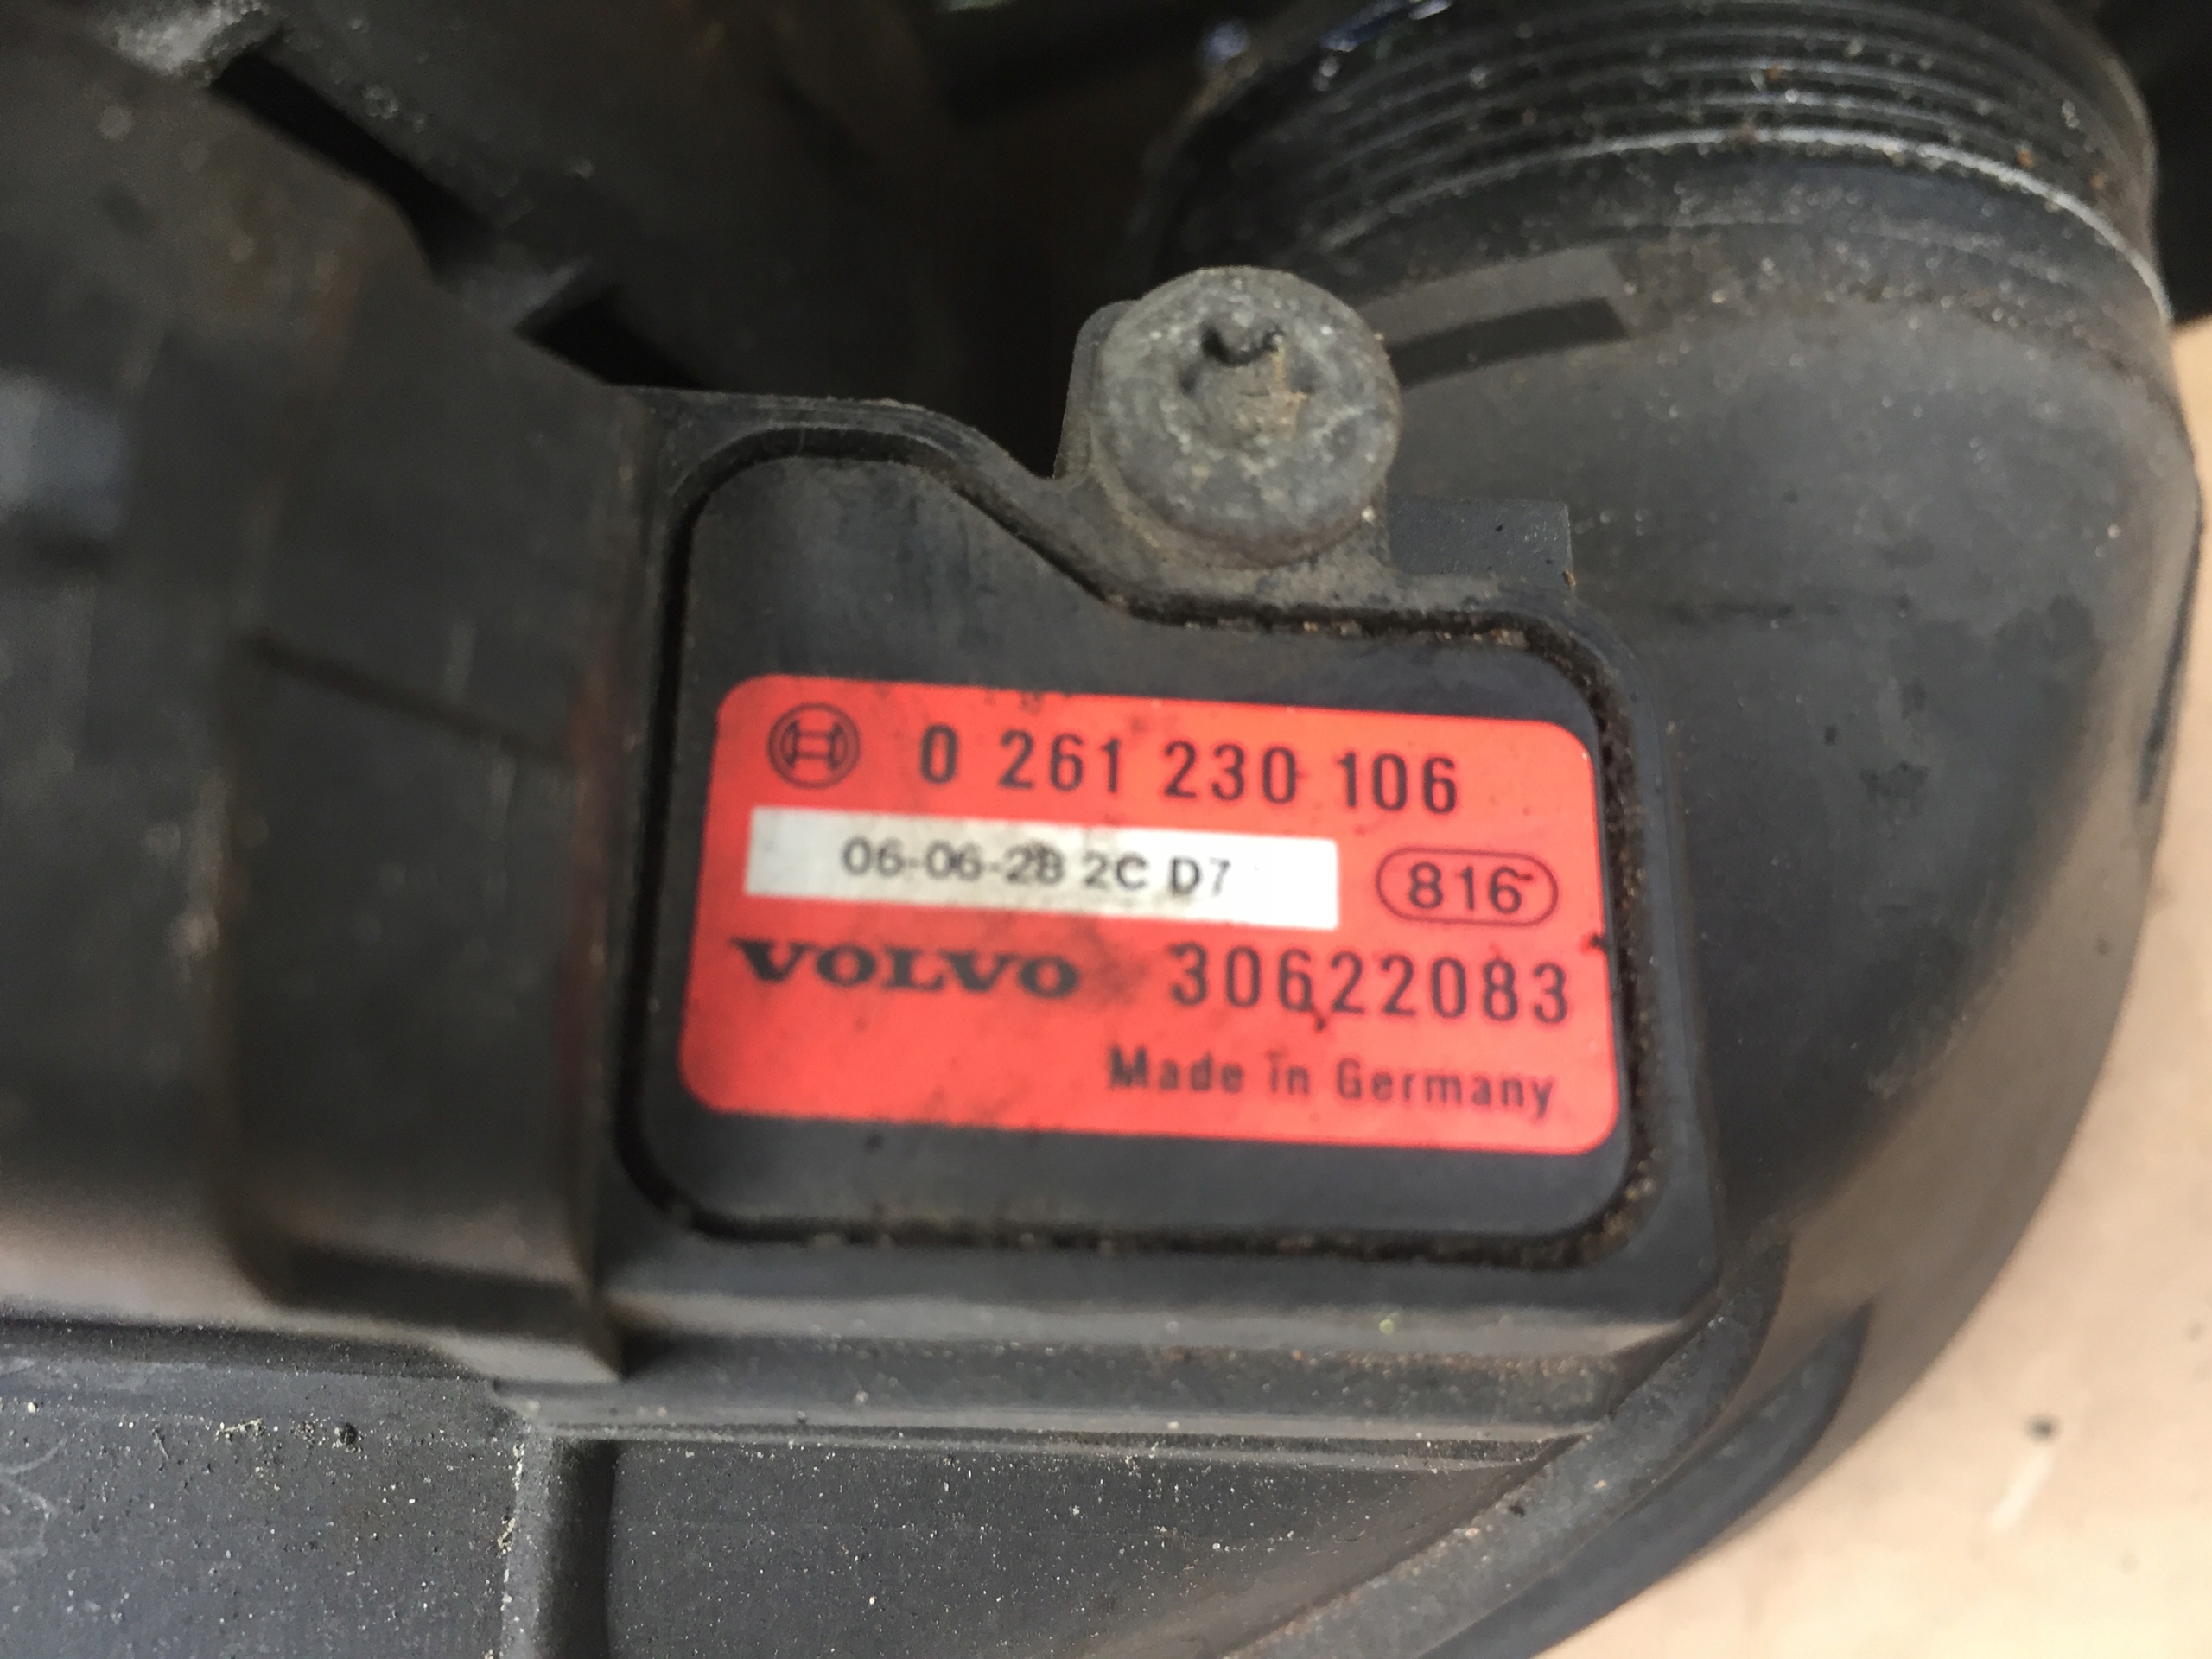 0 261 230 106
06-06-28 2C D7 816
VOLVO 30622083
Made in Germany